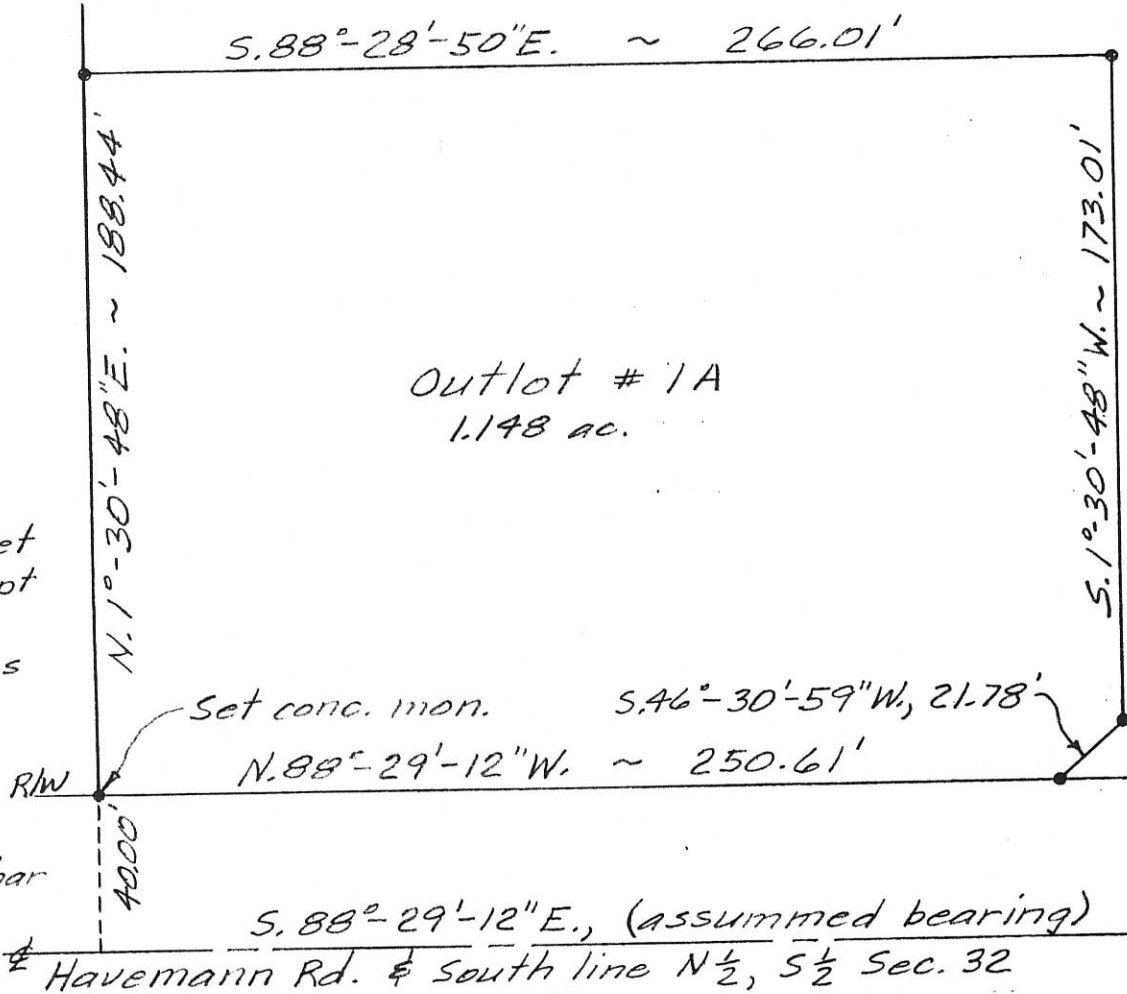 S.88°-28'-50"E. ~ 266.01'
N.1°-30'-48"E. ~ 188.44'
S.1°-30'-48"W. ~ 173.01'
Outlot # 1A
1.148 ac.
et
ot
s
Set conc. mon.
S.46°-30'-59"W., 21.78'
N.88°-29'-12"W. ~ 250.61'
R/W
40.00'
bar
S. 88°-29'-12"E., (assummed bearing)
℄ Havemann Rd. & South line N½, S½ Sec. 32